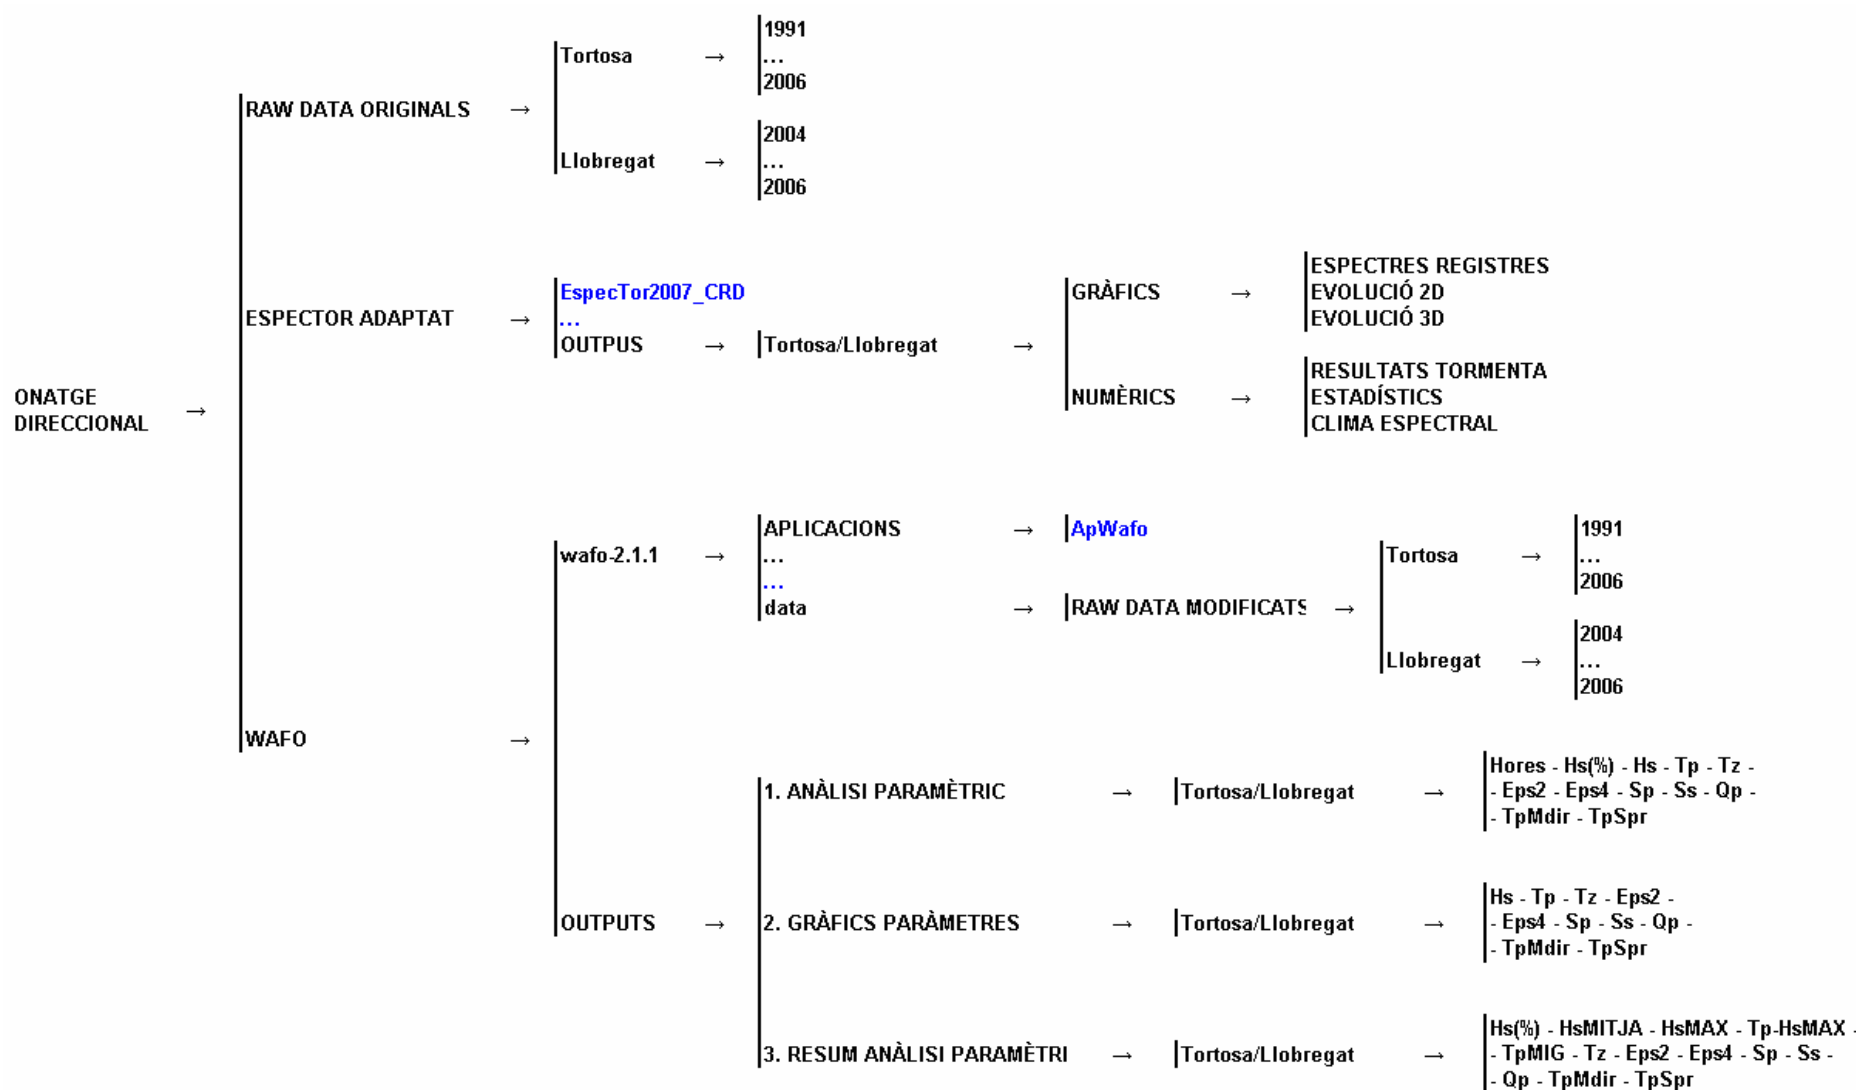 1991
Tortosa → ...
2006
RAW DATA ORIGINALS →
2004
Llobregat → ...
2006
ESPECTRES REGISTRES
EspecTor2007_CRD
GRÀFICS → EVOLUCIÓ 2D
ESPECTOR ADAPTAT → ...
EVOLUCIÓ 3D
OUTPUS → Tortosa/Llobregat →
RESULTATS TORMENTA
NUMÈRICS → ESTADÍSTICS
CLIMA ESPECTRAL
ONATGE
DIRECCIONAL →
APLICACIONS → ApWafo
1991
wafo-2.1.1 → ...
Tortosa → ...
...
2006
data → RAW DATA MODIFICATS →
2004
Llobregat → ...
2006
WAFO →
Hores - Hs(%) - Hs - Tp - Tz -
1. ANÀLISI PARAMÈTRIC → Tortosa/Llobregat → - Eps2 - Eps4 - Sp - Ss - Qp -
- TpMdir - TpSpr
Hs - Tp - Tz - Eps2 -
OUTPUTS → 2. GRÀFICS PARÀMETRES → Tortosa/Llobregat → - Eps4 - Sp - Ss - Qp -
- TpMdir - TpSpr
Hs(%) - HsMITJA - HsMAX - Tp-HsMAX -
3. RESUM ANÀLISI PARAMÈTRI → Tortosa/Llobregat → - TpMIG - Tz - Eps2 - Eps4 - Sp - Ss -
- Qp - TpMdir - TpSpr